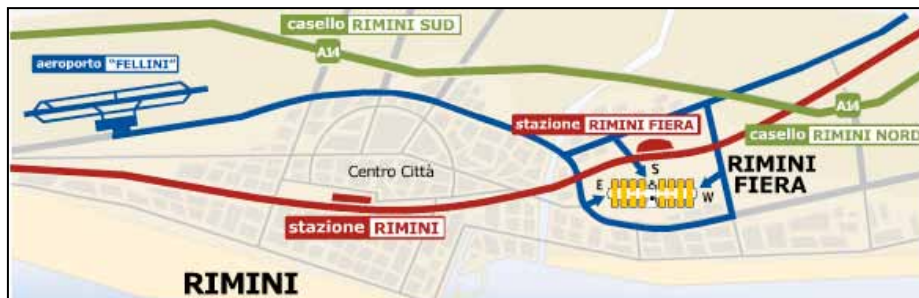 casello RIMINI SUD
A14
aeroporto "FELLINI"
stazione RIMINI FIERA
A14
casello RIMINI NORD
Centro Città
S
E
W
RIMINI
FIERA
stazione RIMINI
RIMINI